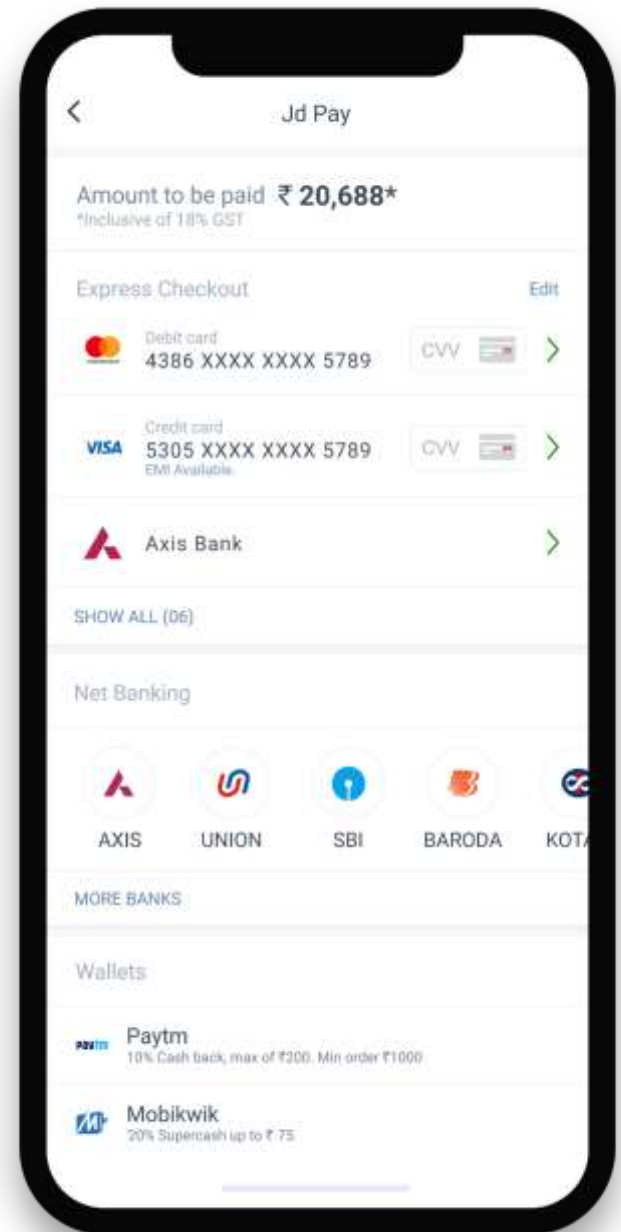 Jd Pay
Amount to be paid ₹ 20,688*
*Inclusive of 18% GST
Express Checkout Edit
Debit card
4386 XXXX XXXX 5789 CVV
VISA
Credit card
5305 XXXX XXXX 5789 CVV
EMI Available.
Axis Bank
SHOW ALL (06)
Net Banking
AXIS UNION SBI BARODA KOTA
MORE BANKS
Wallets
Paytm Paytm
10% Cash back, max of ₹200. Min order ₹1000
Mobikwik
20% Supercash up to ₹ 75